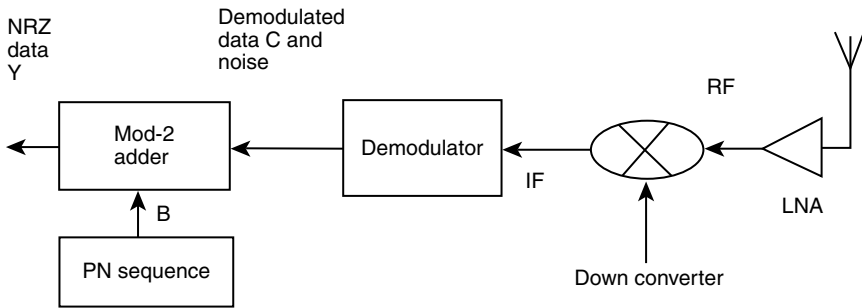 NRZ
data
Y
Demodulated
data C and
noise
RF
Mod-2
adder
Demodulator
IF
LNA
B
PN sequence
Down converter